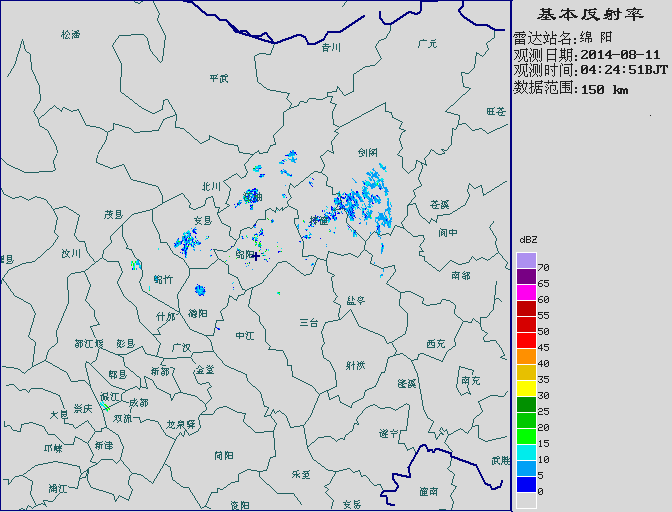 基本反射率
雷达站名:绵 阳
观测日期:2014-08-11
观测时间:04:24:51BJT
数据范围:150 km
松潘
青川
广元
平武
旺苍
剑阁
北川
苍溪
茂县
安县
梓潼
阆中
汶川
绵阳
南部
绵竹
盐亭
什邡
德阳
三台
中江
都江堰
彭县
广汉
西充
射洪
郫县
新都
金堂
蓬溪
南充
温江
成都
大邑
崇庆
双流
龙泉驿
遂宁
邛崃
新津
简阳
武胜
乐至
蒲江
潼南
资阳
安岳
dBZ
70
65
60
55
50
45
40
35
30
25
20
15
10
5
0